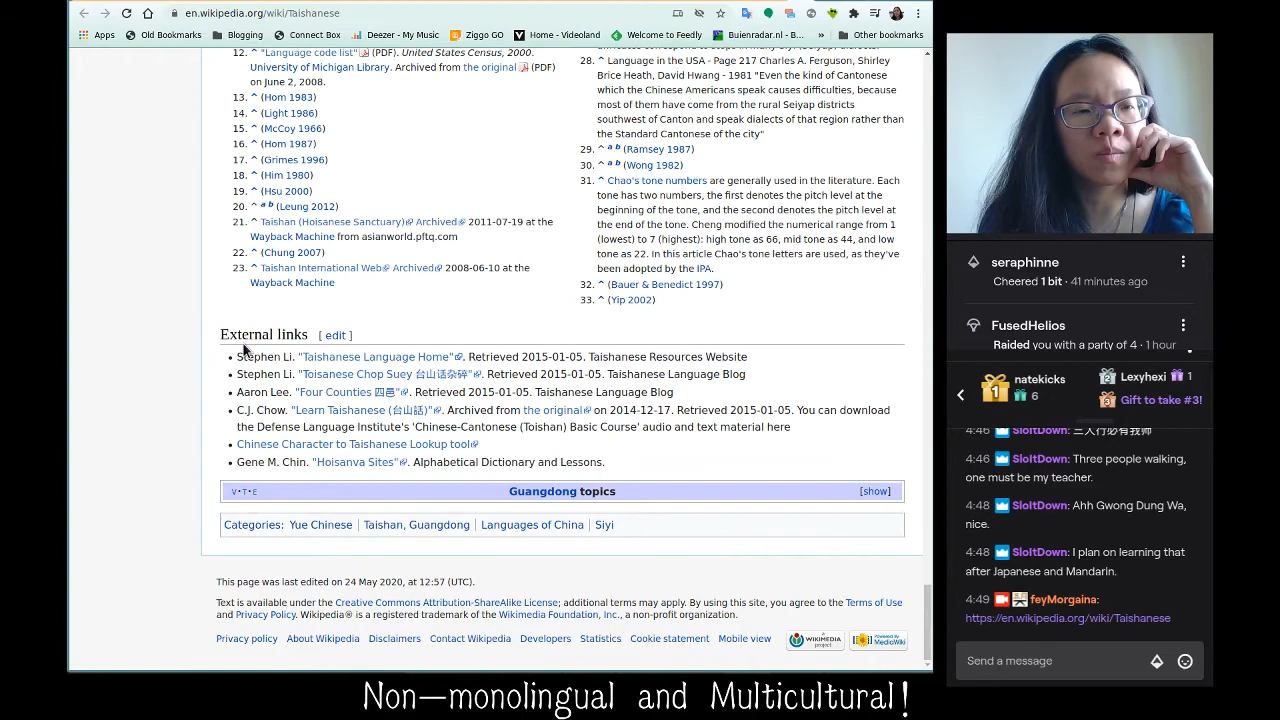 en.wikipedia.org/wiki/Taishanese
Apps Old Bookmarks Blogging Connect Box Deezer - My Music Ziggo GO Home - Videoland Welcome to Feedly Buienradar.nl - B... » Other bookmarks
12. ^ "Language code list" (PDF). United States Census, 2000.
University of Michigan Library. Archived from the original (PDF)
on June 2, 2008.
13. ^ (Hom 1983)
14. ^ (Light 1986)
15. ^ (McCoy 1966)
16. ^ (Hom 1987)
17. ^ (Grimes 1996)
18. ^ (Him 1980)
19. ^ (Hsu 2000)
20. ^ a b (Leung 2012)
21. ^ Taishan (Hoisanese Sanctuary) Archived 2011-07-19 at the
Wayback Machine from asianworld.pftq.com
22. ^ (Chung 2007)
23. ^ Taishan International Web Archived 2008-06-10 at the
Wayback Machine
28. ^ Language in the USA - Page 217 Charles A. Ferguson, Shirley
Brice Heath, David Hwang - 1981 "Even the kind of Cantonese
which the Chinese Americans speak causes difficulties, because
most of them have come from the rural Seiyap districts
southwest of Canton and speak dialects of that region rather than
the Standard Cantonese of the city"
29. ^ a b (Ramsey 1987)
30. ^ a b (Wong 1982)
31. ^ Chao's tone numbers are generally used in the literature. Each
tone has two numbers, the first denotes the pitch level at the
beginning of the tone, and the second denotes the pitch level at
the end of the tone. Cheng modified the numerical range from 1
(lowest) to 7 (highest): high tone as 66, mid tone as 44, and low
tone as 22. In this article Chao's tone letters are used, as they've
been adopted by the IPA.
32. ^ (Bauer & Benedict 1997)
33. ^ (Yip 2002)
External links [ edit ]
• Stephen Li. "Taishanese Language Home". Retrieved 2015-01-05. Taishanese Resources Website
• Stephen Li. "Toisanese Chop Suey 台山话杂碎". Retrieved 2015-01-05. Taishanese Language Blog
• Aaron Lee. "Four Counties 四邑". Retrieved 2015-01-05. Taishanese Language Blog
• C.J. Chow. "Learn Taishanese (台山話)". Archived from the original on 2014-12-17. Retrieved 2015-01-05. You can download
the Defense Language Institute's 'Chinese-Cantonese (Toishan) Basic Course' audio and text material here
• Chinese Character to Taishanese Lookup tool
• Gene M. Chin. "Hoisanva Sites". Alphabetical Dictionary and Lessons.
V•T•E Guangdong topics [show]
Categories: Yue Chinese | Taishan, Guangdong | Languages of China | Siyi
This page was last edited on 24 May 2020, at 12:57 (UTC).
Text is available under the Creative Commons Attribution-ShareAlike License; additional terms may apply. By using this site, you agree to the Terms of Use
and Privacy Policy. Wikipedia® is a registered trademark of the Wikimedia Foundation, Inc., a non-profit organization.
Privacy policy About Wikipedia Disclaimers Contact Wikipedia Developers Statistics Cookie statement Mobile view
WIKIMEDIA project
Powered By MediaWiki
seraphinne
Cheered 1 bit · 41 minutes ago
FusedHelios
Raided you with a party of 4 · 1 hour
1 natekicks
6
2 Lexyhexi 1
3 Gift to take #3!
4:46 SloItDown: 三人行必有我师
4:46 SloItDown: Three people walking,
one must be my teacher.
4:48 SloItDown: Ahh Gwong Dung Wa,
nice.
4:48 SloItDown: I plan on learning that
after Japanese and Mandarin.
4:49 feyMorgaina:
https://en.wikipedia.org/wiki/Taishanese
Send a message
Non-monolingual and Multicultural!